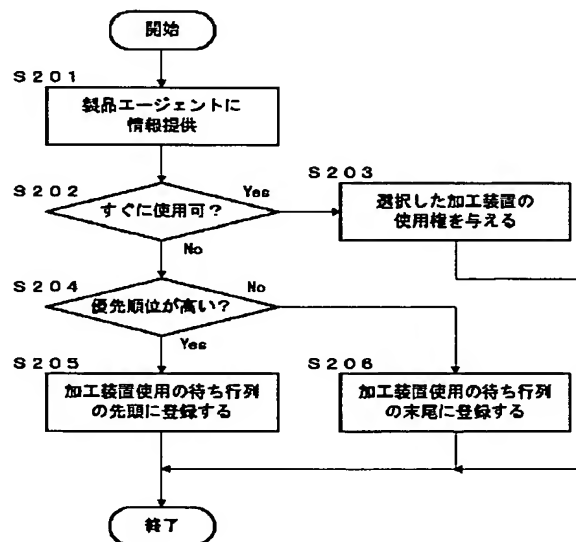 開始
S201
製品エージェントに
情報提供
S202
すぐに使用可?
Yes
No
S203
選択した加工装置の
使用権を与える
S204
優先順位が高い?
No
Yes
S205
加工装置使用の待ち行列
の先頭に登録する
S206
加工装置使用の待ち行列
の末尾に登録する
終了